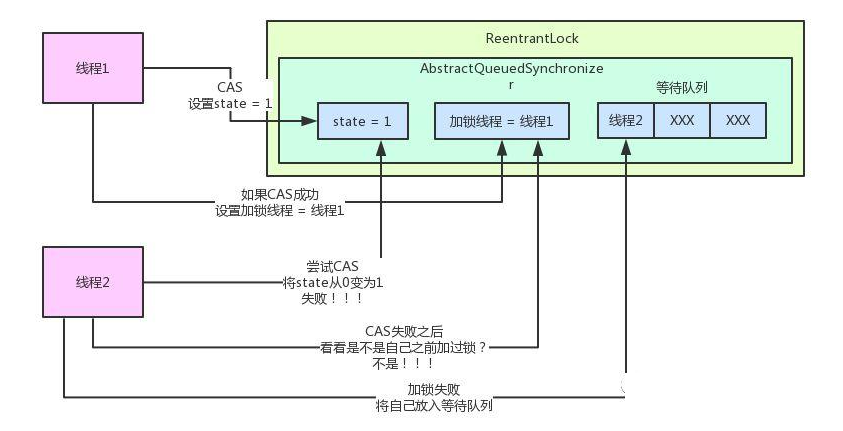 ReentrantLock
线程1
AbstractQueuedSynchronize
r
CAS
设置state = 1
等待队列
state = 1
加锁线程 = 线程1
线程2
XXX
XXX
如果CAS成功
设置加锁线程 = 线程1
线程2
尝试CAS
将state从0变为1
失败！！！
CAS失败之后
看看是不是自己之前加过锁？
不是！！！
加锁失败
将自己放入等待队列